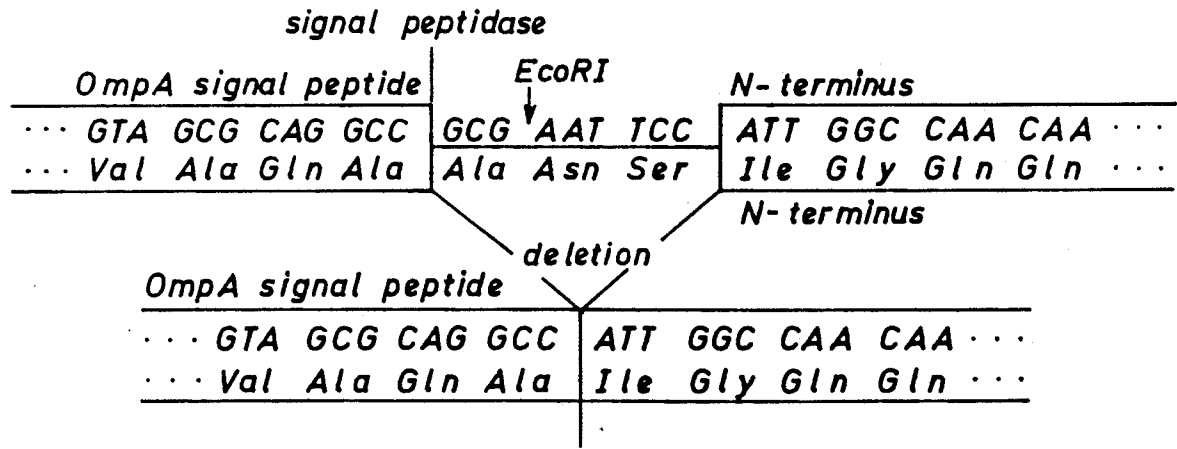 signal peptidase
EcoRI
OmpA signal peptide N-terminus
··· GTA GCG CAG GCC GCG AAT TCC ATT GGC CAA CAA ···
··· Val Ala Gln Ala Ala Asn Ser Ile Gly Gln Gln ···
N-terminus
deletion
OmpA signal peptide
··· GTA GCG CAG GCC ATT GGC CAA CAA ···
··· Val Ala Gln Ala Ile Gly Gln Gln ···